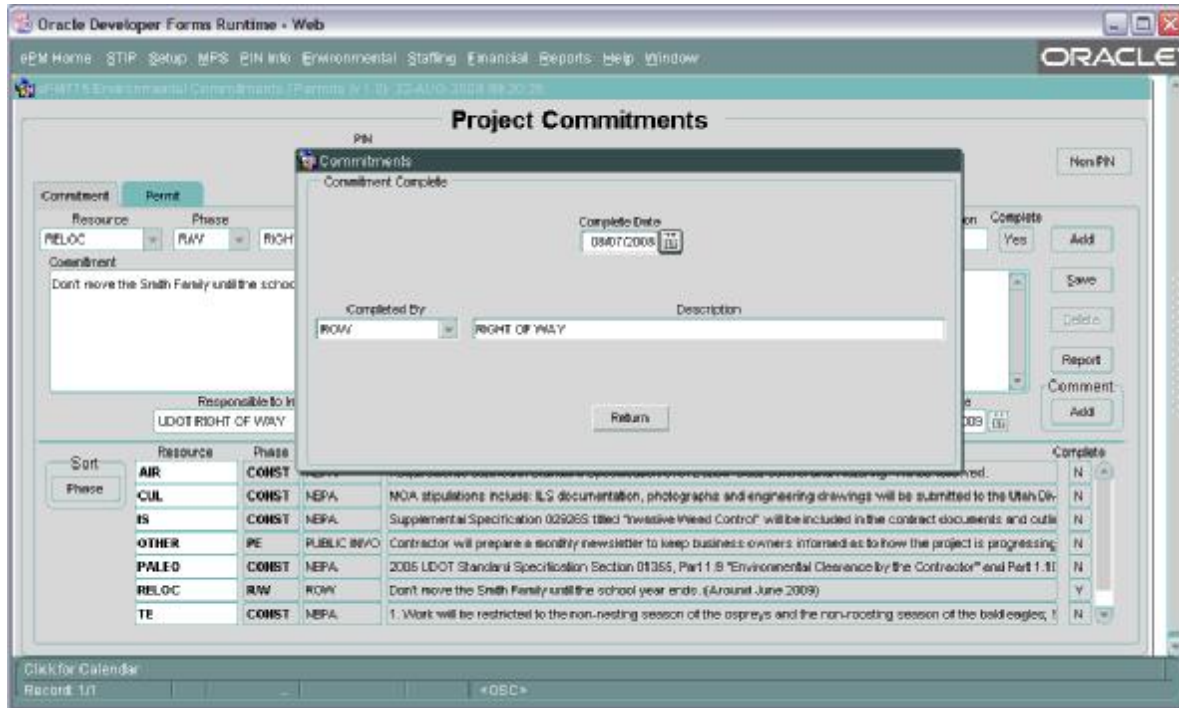 Oracle Developer Forms Runtime - Web
ePM Home STIP Setup MPS PIN Info Environmental Staffing Financial Reports Help Window
ORACLE
Environmental Commitments / Permits (v 1.0)
Project Commitments
PIN
Non PIN
Commitments
Commitment Complete
Commitment Permit
Resource Phase Complete Date on Complete
RELOC R/W RIGHT 08/07/2008 Yes Add
Commitment
Don't move the Smith Family until the school
Save
Completed By Description
ROW RIGHT OF WAY
Delete
Report
Comment
Responsible to
UDOT RIGHT OF WAY Return Add
Sort Resource Phase Complete
Phase
AIR CONST N
CUL CONST NEPA MOA stipulations include: ILS documentation, photographs and engineering drawings will be submitted to the Utah Div N
IS CONST NEPA Supplemental Specification 02926S titled "Invasive Weed Control" will be included in the contract documents and outli N
OTHER PE PUBLIC INVO Contractor will prepare a monthly newsletter to keep business owners informed as to how the project is progressing N
PALEO CONST NEPA 2005 UDOT Standard Specification Section 01355, Part 1.9 "Environmental Clearance by the Contractor" and Part 1.1 N
RELOC R/W ROW Don't move the Smith Family until the school year ends. (Around June 2009) Y
TE CONST NEPA 1. Work will be restricted to the non-nesting season of the ospreys and the non-roosting season of the bald eagles; N
Click for Calendar
Record: 1/1 ... <OSC>